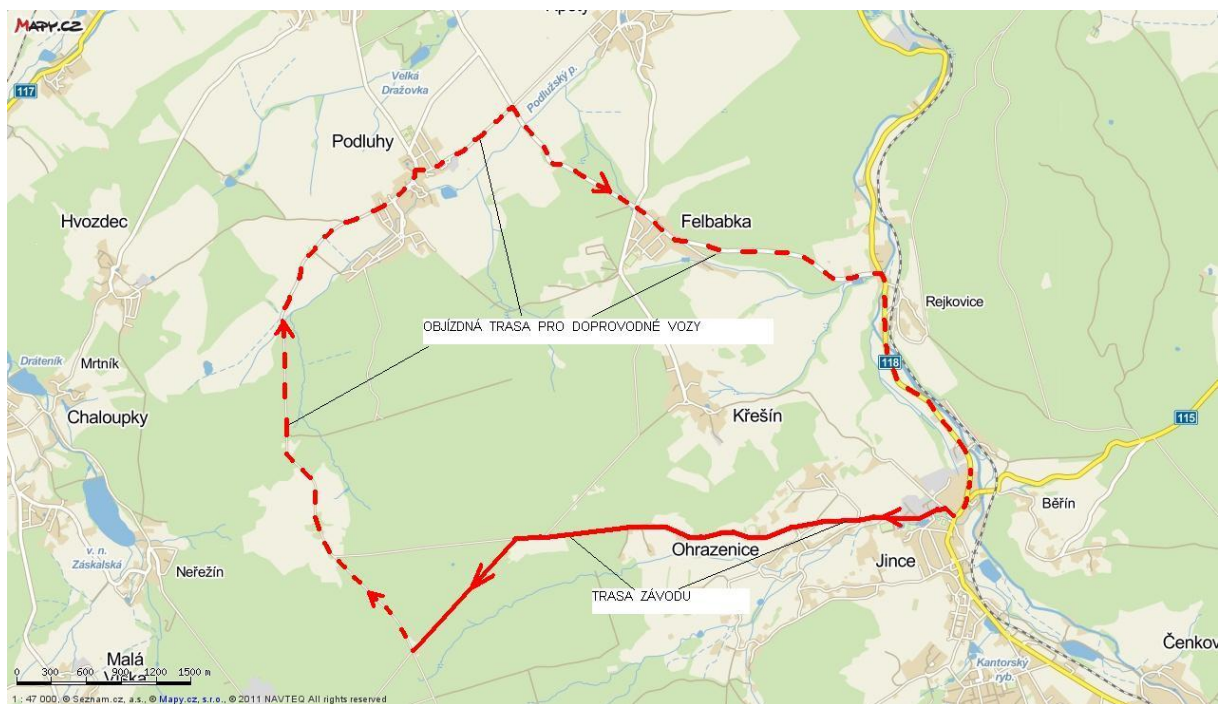 MAPY.CZ
117
Velká
Dražovka
Podlužský p.
Podluhy
Hvozdec
Felbabka
Rejkovice
OBJÍZDNÁ TRASA PRO DOPROVODNÉ VOZY
118
Dráteník
Mrtník
Chaloupky
Křešín
115
Běřín
v. n.
Záskalská
Neřežín
Ohrazenice
Jince
TRASA ZÁVODU
Malá
Víska
Čenkov
Kantorský
ryb.
0 300 600 900 1200 1500 m
1 : 47 000, © Seznam.cz, a.s., © Mapy.cz, s.r.o., © 2011 NAVTEQ All rights reserved